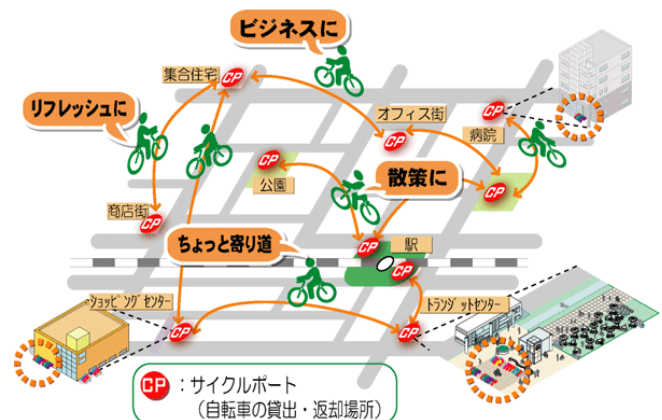 ビジネスに
集合住宅
CP
リフレッシュに
オフィス街
CP
CP
病院
CP
公園
散策に
CP
商店街
CP
ちょっと寄り道
CP
駅
CP
ショッピングセンター
トランジットセンター
CP
CP
CP:サイクルポート
(自転車の貸出・返却場所)